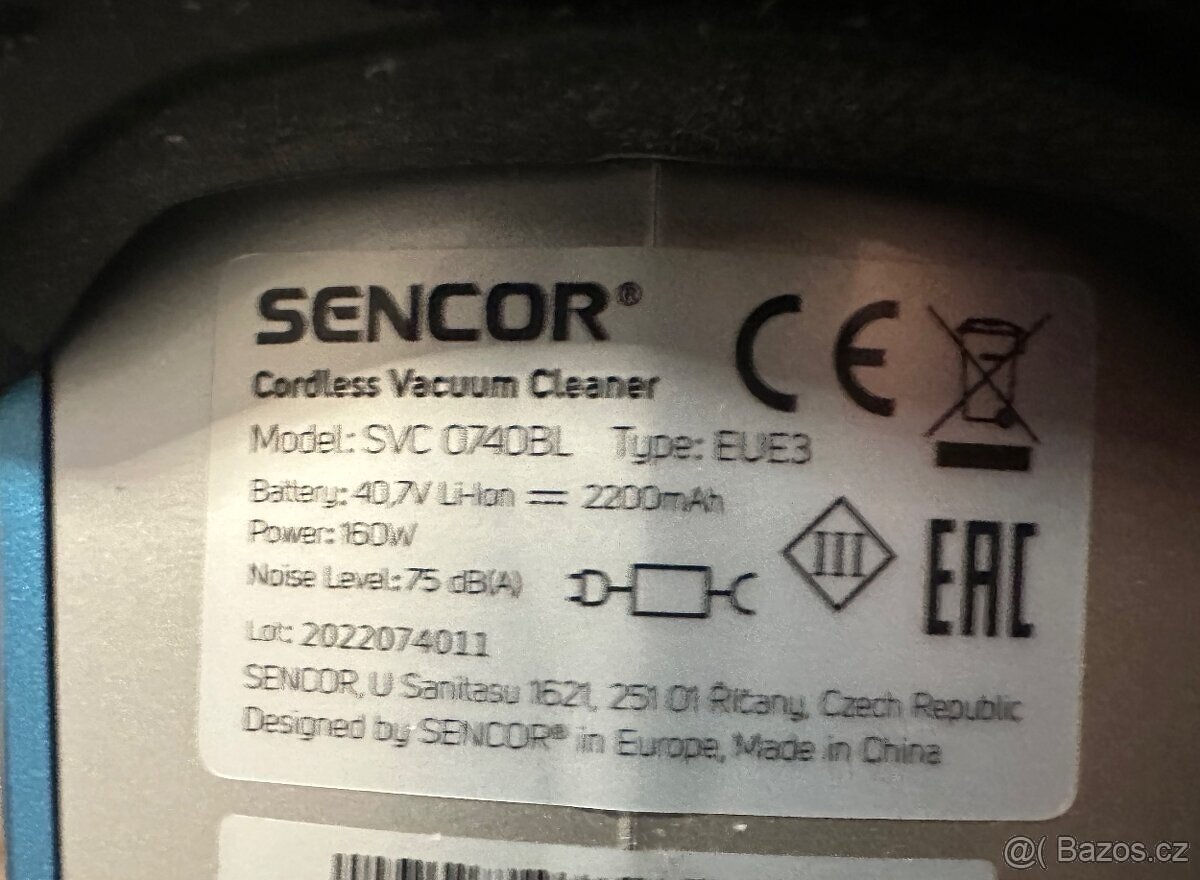 SENCOR®
Cordless Vacuum Cleaner
Model: SVC 0740BL Type: EUE3
Battery: 40,7V Li-Ion ⎓ 2200mAh
Power: 160W
Noise Level: 75 dB(A)
Lot: 2022074011
SENCOR, U Sanitasu 1621, 251 01 Ričany, Czech Republic
Designed by SENCOR® in Europe, Made in China
CE
III
EAC
@( Bazos.cz